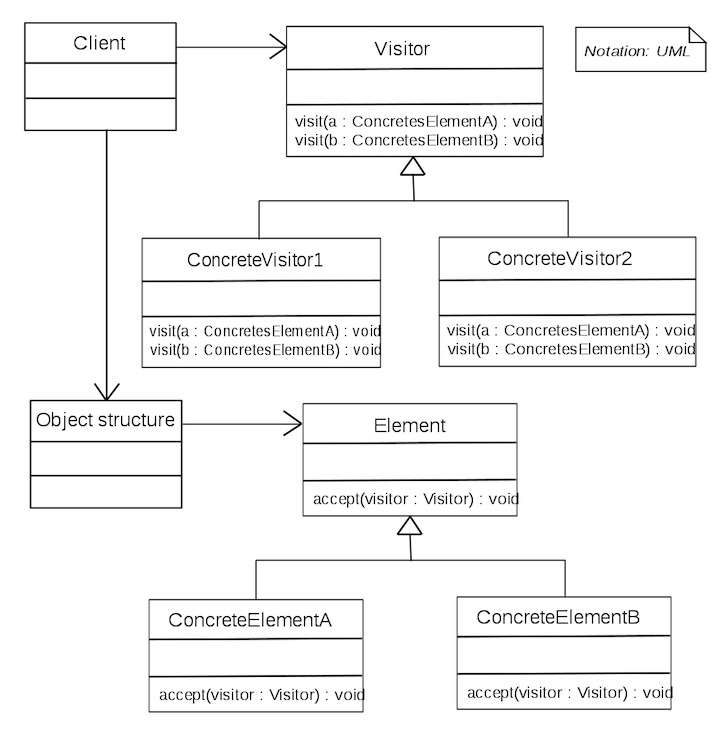 Client
Visitor
Notation: UML
visit(a : ConcretesElementA) : void
visit(b : ConcretesElementB) : void
ConcreteVisitor1
ConcreteVisitor2
visit(a : ConcretesElementA) : void
visit(b : ConcretesElementB) : void
visit(a : ConcretesElementA) : void
visit(b : ConcretesElementB) : void
Object structure
Element
accept(visitor : Visitor) : void
ConcreteElementA
ConcreteElementB
accept(visitor : Visitor) : void
accept(visitor : Visitor) : void